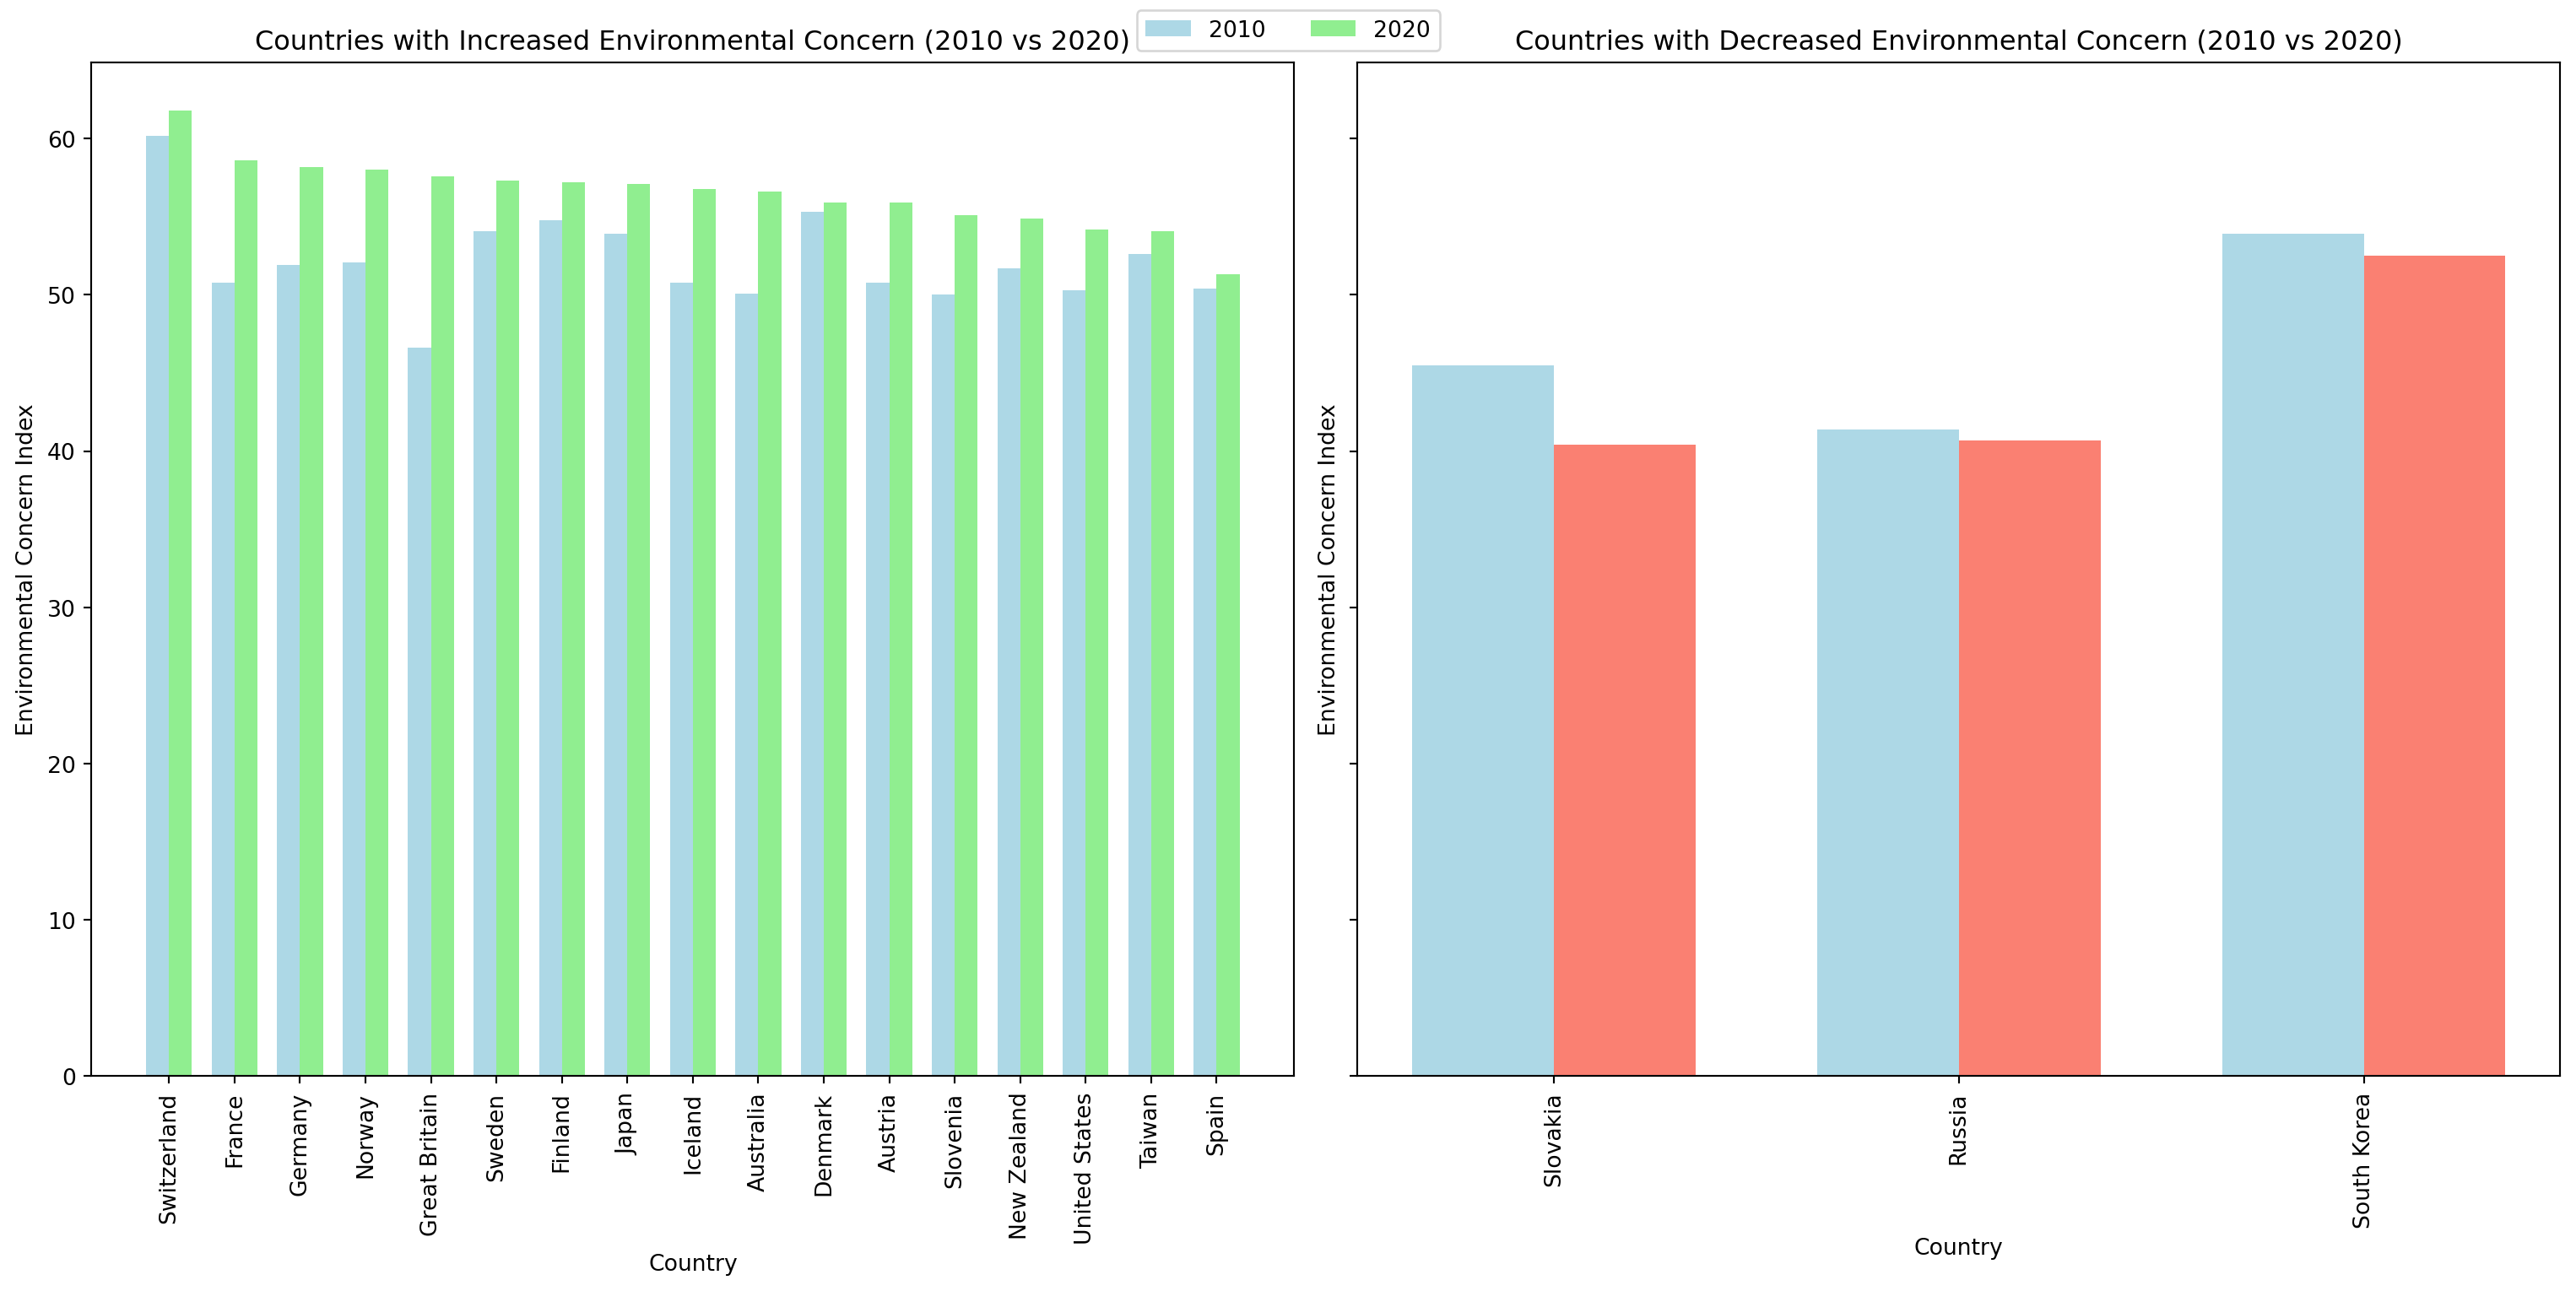 Countries with Increased Environmental Concern (2010 vs 2020)
2010
2020
Countries with Decreased Environmental Concern (2010 vs 2020)
Environmental Concern Index
60
50
40
30
20
10
0
Switzerland
France
Germany
Norway
Great Britain
Sweden
Finland
Japan
Iceland
Australia
Denmark
Austria
Slovenia
New Zealand
United States
Taiwan
Spain
Country
Environmental Concern Index
Slovakia
Russia
South Korea
Country